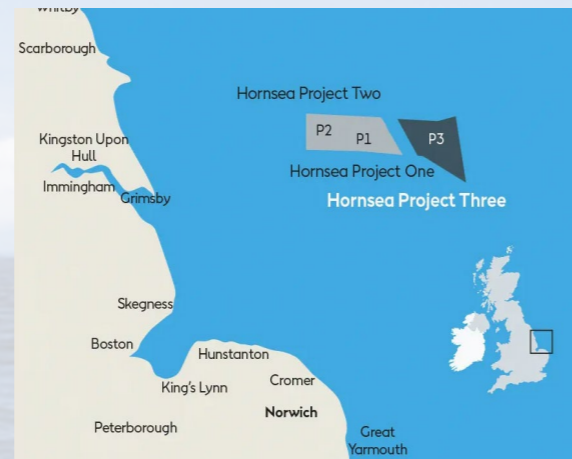 Whitby
Scarborough
Hornsea Project Two
P2
P1
P3
Kingston Upon
Hull
Hornsea Project One
Immingham
Grimsby
Hornsea Project Three
Skegness
Boston
Hunstanton
King's Lynn
Cromer
Norwich
Peterborough
Great
Yarmouth